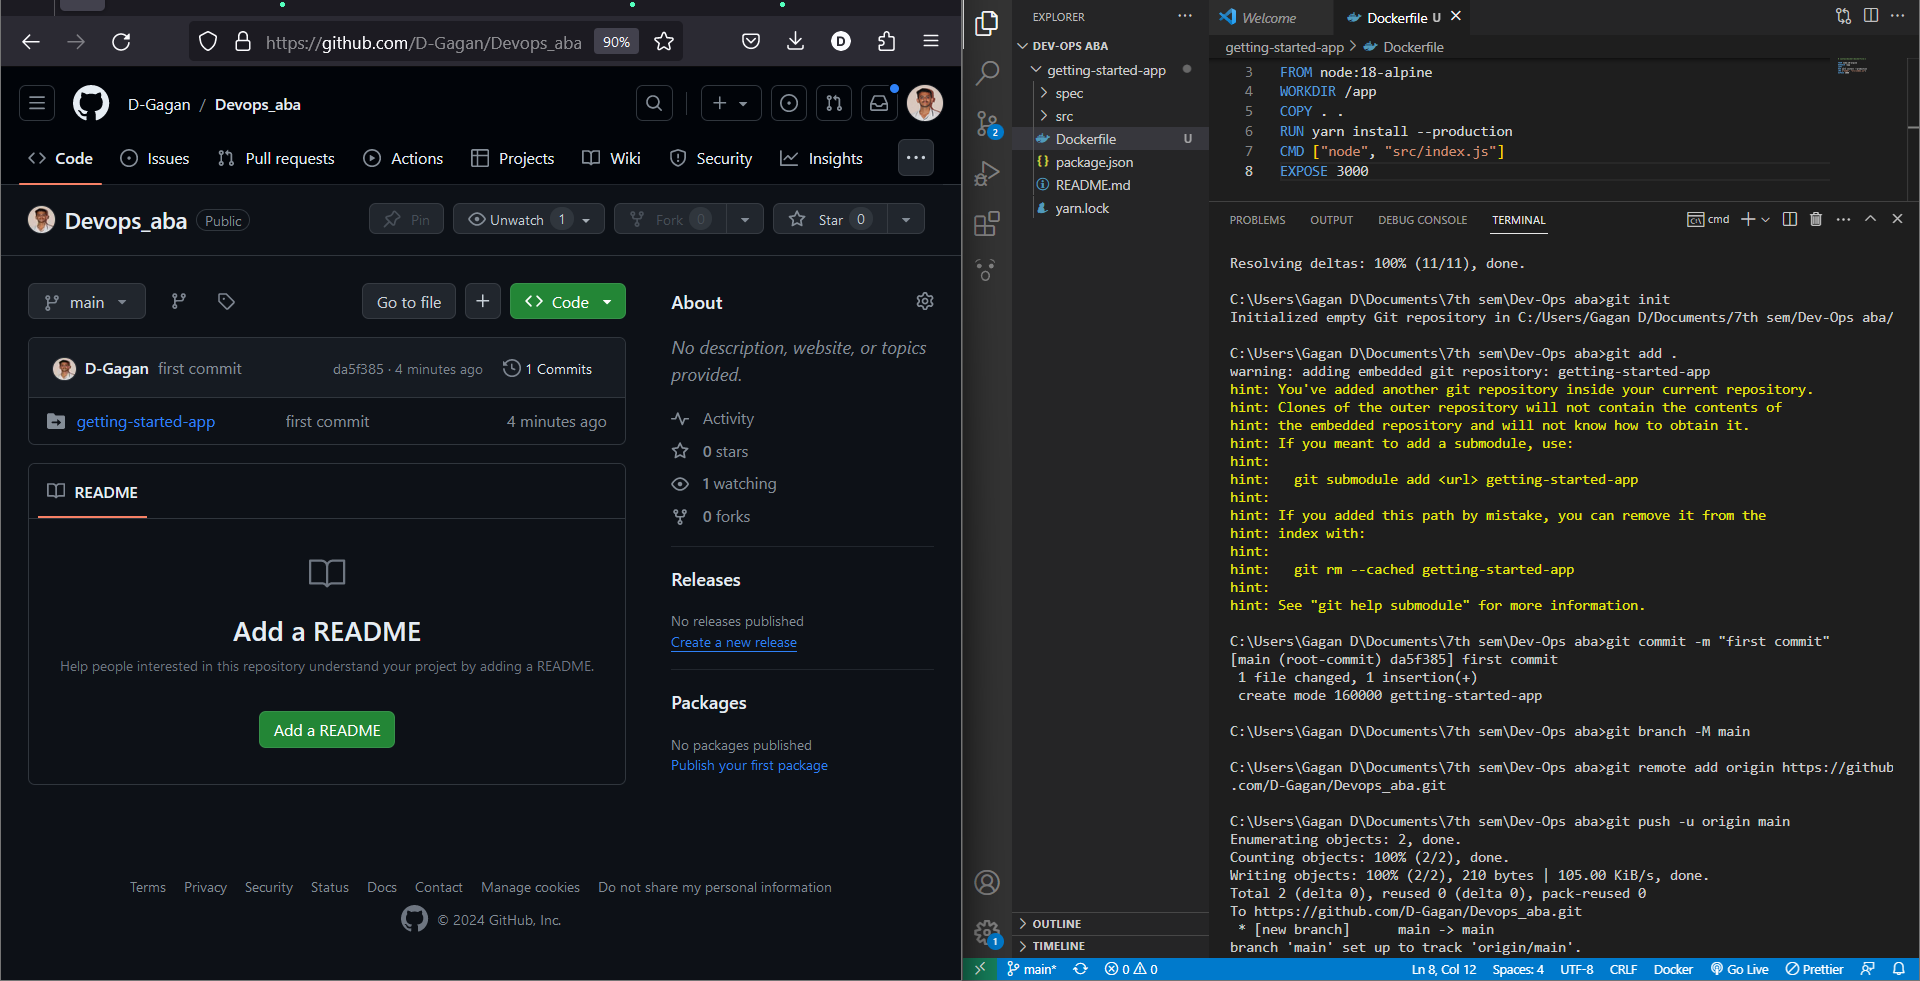 https://github.com/D-Gagan/Devops_aba 90%
D
D-Gagan / Devops_aba
Code Issues Pull requests Actions Projects Wiki Security Insights
Devops_aba Public Pin Unwatch 1 Fork 0 Star 0
main Go to file Code
D-Gagan first commit da5f385 · 4 minutes ago 1 Commits
getting-started-app first commit 4 minutes ago
README
Add a README
Help people interested in this repository understand your project by adding a README.
Add a README
About
No description, website, or topics
provided.
Activity
0 stars
1 watching
0 forks
Releases
No releases published
Create a new release
Packages
No packages published
Publish your first package
Terms Privacy Security Status Docs Contact Manage cookies Do not share my personal information
© 2024 GitHub, Inc.
EXPLORER
DEV-OPS ABA
getting-started-app
spec
src
Dockerfile U
package.json
README.md
yarn.lock
2
1
OUTLINE
TIMELINE
Welcome Dockerfile U
getting-started-app > Dockerfile
3 FROM node:18-alpine
4 WORKDIR /app
5 COPY . .
6 RUN yarn install --production
7 CMD ["node", "src/index.js"]
8 EXPOSE 3000
PROBLEMS OUTPUT DEBUG CONSOLE TERMINAL cmd
Resolving deltas: 100% (11/11), done.
C:\Users\Gagan D\Documents\7th sem\Dev-Ops aba>git init
Initialized empty Git repository in C:/Users/Gagan D/Documents/7th sem/Dev-Ops aba/
C:\Users\Gagan D\Documents\7th sem\Dev-Ops aba>git add .
warning: adding embedded git repository: getting-started-app
hint: You've added another git repository inside your current repository.
hint: Clones of the outer repository will not contain the contents of
hint: the embedded repository and will not know how to obtain it.
hint: If you meant to add a submodule, use:
hint:
hint: git submodule add <url> getting-started-app
hint:
hint: If you added this path by mistake, you can remove it from the
hint: index with:
hint:
hint: git rm --cached getting-started-app
hint:
hint: See "git help submodule" for more information.
C:\Users\Gagan D\Documents\7th sem\Dev-Ops aba>git commit -m "first commit"
[main (root-commit) da5f385] first commit
1 file changed, 1 insertion(+)
create mode 160000 getting-started-app
C:\Users\Gagan D\Documents\7th sem\Dev-Ops aba>git branch -M main
C:\Users\Gagan D\Documents\7th sem\Dev-Ops aba>git remote add origin https://github
.com/D-Gagan/Devops_aba.git
C:\Users\Gagan D\Documents\7th sem\Dev-Ops aba>git push -u origin main
Enumerating objects: 2, done.
Counting objects: 100% (2/2), done.
Writing objects: 100% (2/2), 210 bytes | 105.00 KiB/s, done.
Total 2 (delta 0), reused 0 (delta 0), pack-reused 0
To https://github.com/D-Gagan/Devops_aba.git
* [new branch] main -> main
branch 'main' set up to track 'origin/main'.
main* 0 0 Ln 8, Col 12 Spaces: 4 UTF-8 CRLF Docker Go Live Prettier